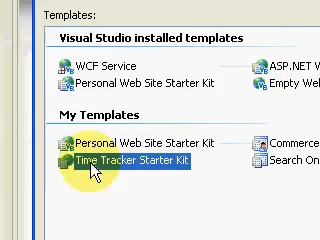 Templates:
Visual Studio installed templates
WCF Service
ASP.NET W
Personal Web Site Starter Kit
Empty Web
My Templates
Personal Web Site Starter Kit
Commerce
Time Tracker Starter Kit
Search On